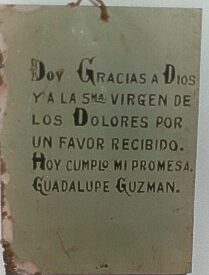 Doy Gracias a Dios
y a la Sma Virgen de
los Dolores por
un favor recibido.
Hoy cumplo mi promesa.
Guadalupe Guzman.